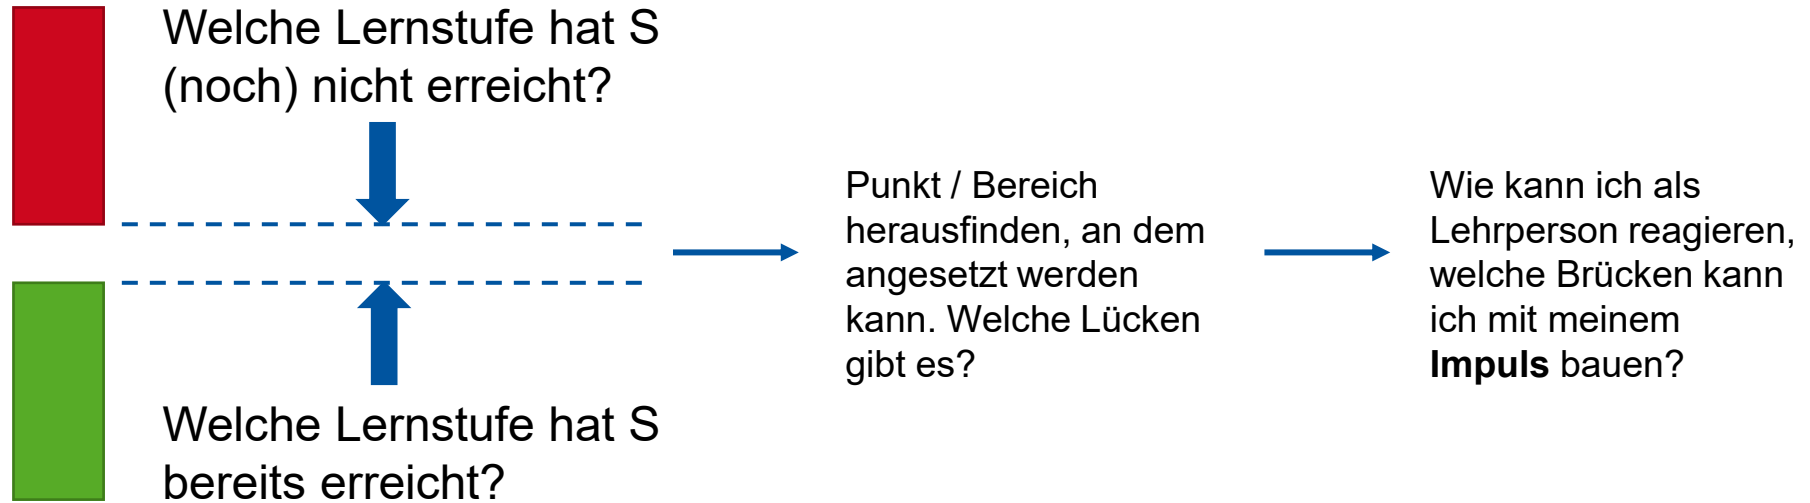 Welche Lernstufe hat S
(noch) nicht erreicht?
Welche Lernstufe hat S
bereits erreicht?
Punkt / Bereich
herausfinden, an dem
angesetzt werden
kann. Welche Lücken
gibt es?
Wie kann ich als
Lehrperson reagieren,
welche Brücken kann
ich mit meinem
Impuls bauen?